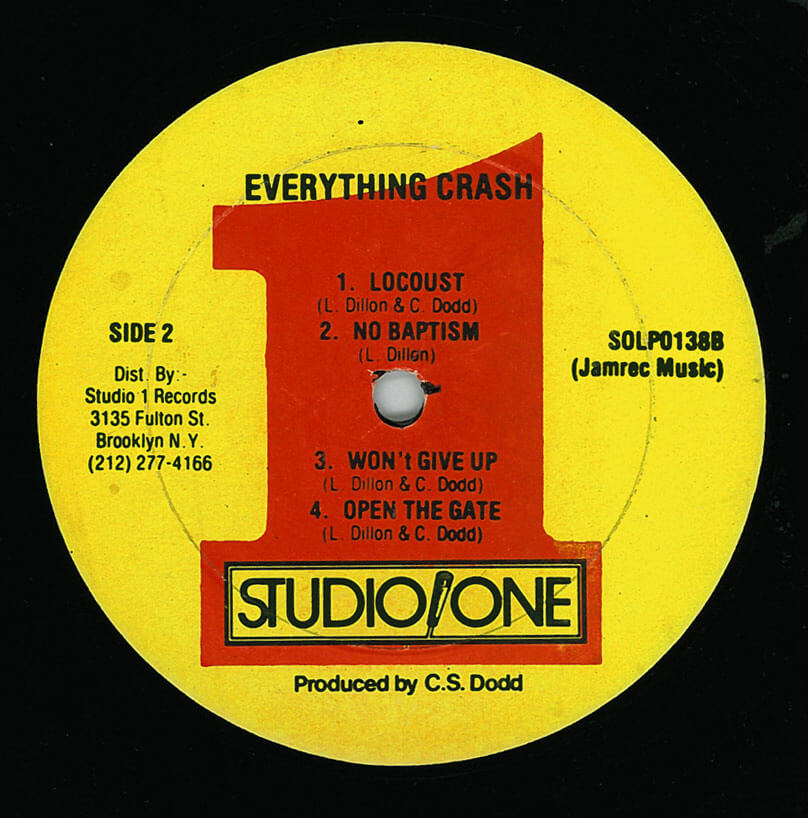 EVERYTHING CRASH
1. LOCOUST
(L. Dillon & C. Dodd)
2. NO BAPTISM
(L. Dillon)
SIDE 2
Dist. By:-
Studio 1 Records
3135 Fulton St.
Brooklyn N.Y.
(212) 277-4166
SOLP0138B
(Jamrec Music)
3. WON't GIVE UP
(L. Dillon & C. Dodd)
4. OPEN THE GATE
(L. Dillon & C. Dodd)
1
STUDIO ONE
Produced by C.S. Dodd